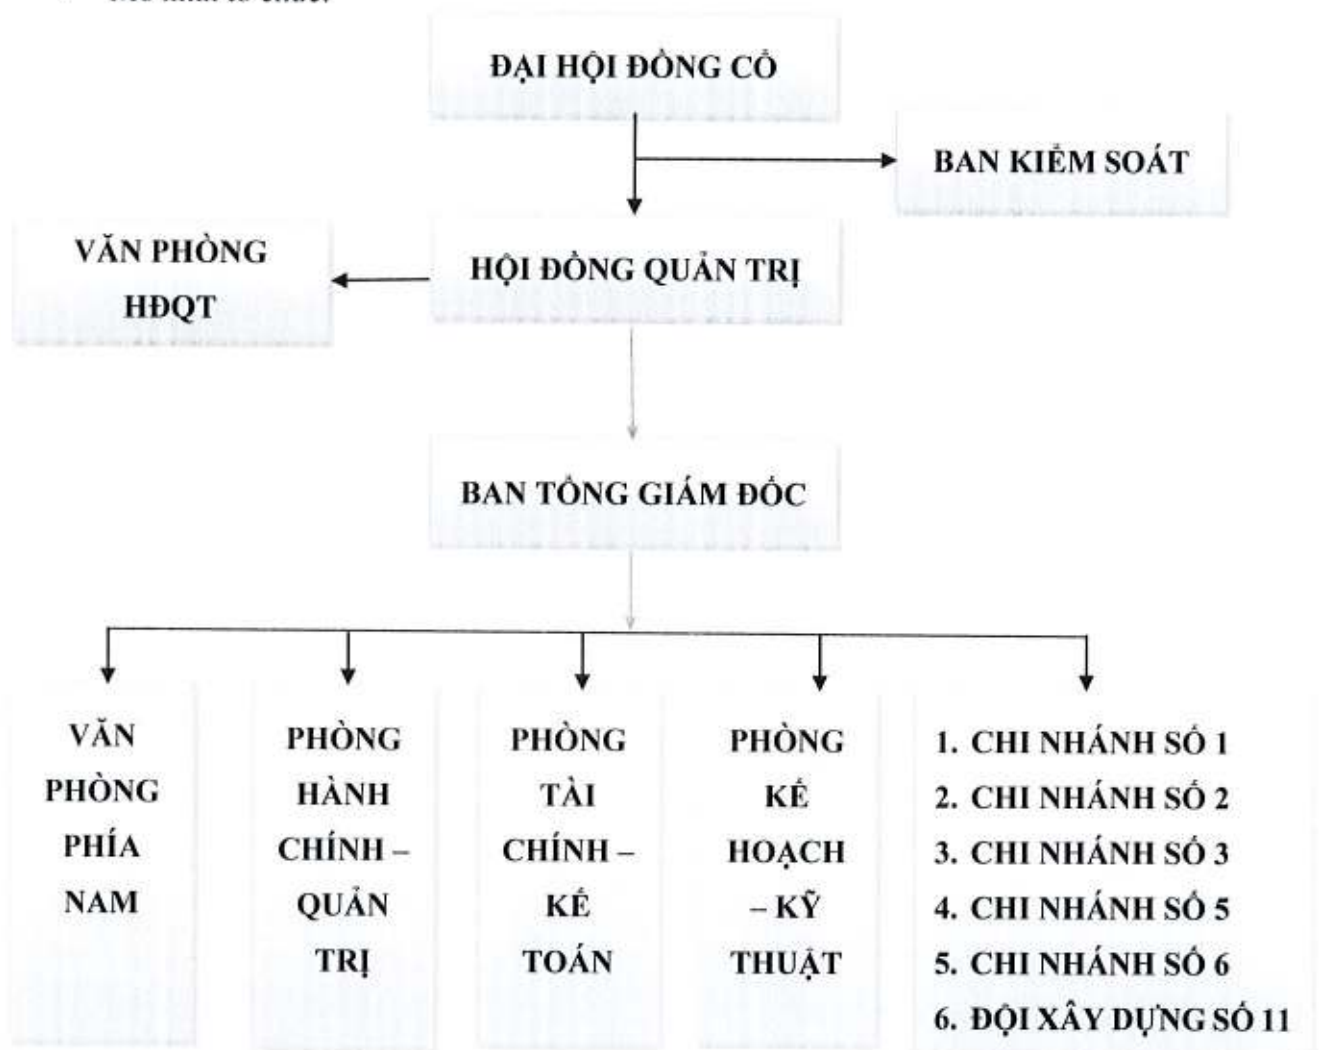 ĐẠI HỘI ĐỒNG CỔ
BAN KIỂM SOÁT
VĂN PHÒNG
HĐQT
HỘI ĐỒNG QUẢN TRỊ
BAN TỔNG GIÁM ĐỐC
VĂN
PHÒNG
PHÍA
NAM
PHÒNG
HÀNH
CHÍNH –
QUẢN
TRỊ
PHÒNG
TÀI
CHÍNH –
KẾ
TOÁN
PHÒNG
KẾ
HOẠCH
– KỸ
THUẬT
1. CHI NHÁNH SỐ 1
2. CHI NHÁNH SỐ 2
3. CHI NHÁNH SỐ 3
4. CHI NHÁNH SỐ 5
5. CHI NHÁNH SỐ 6
6. ĐỘI XÂY DỰNG SỐ 11